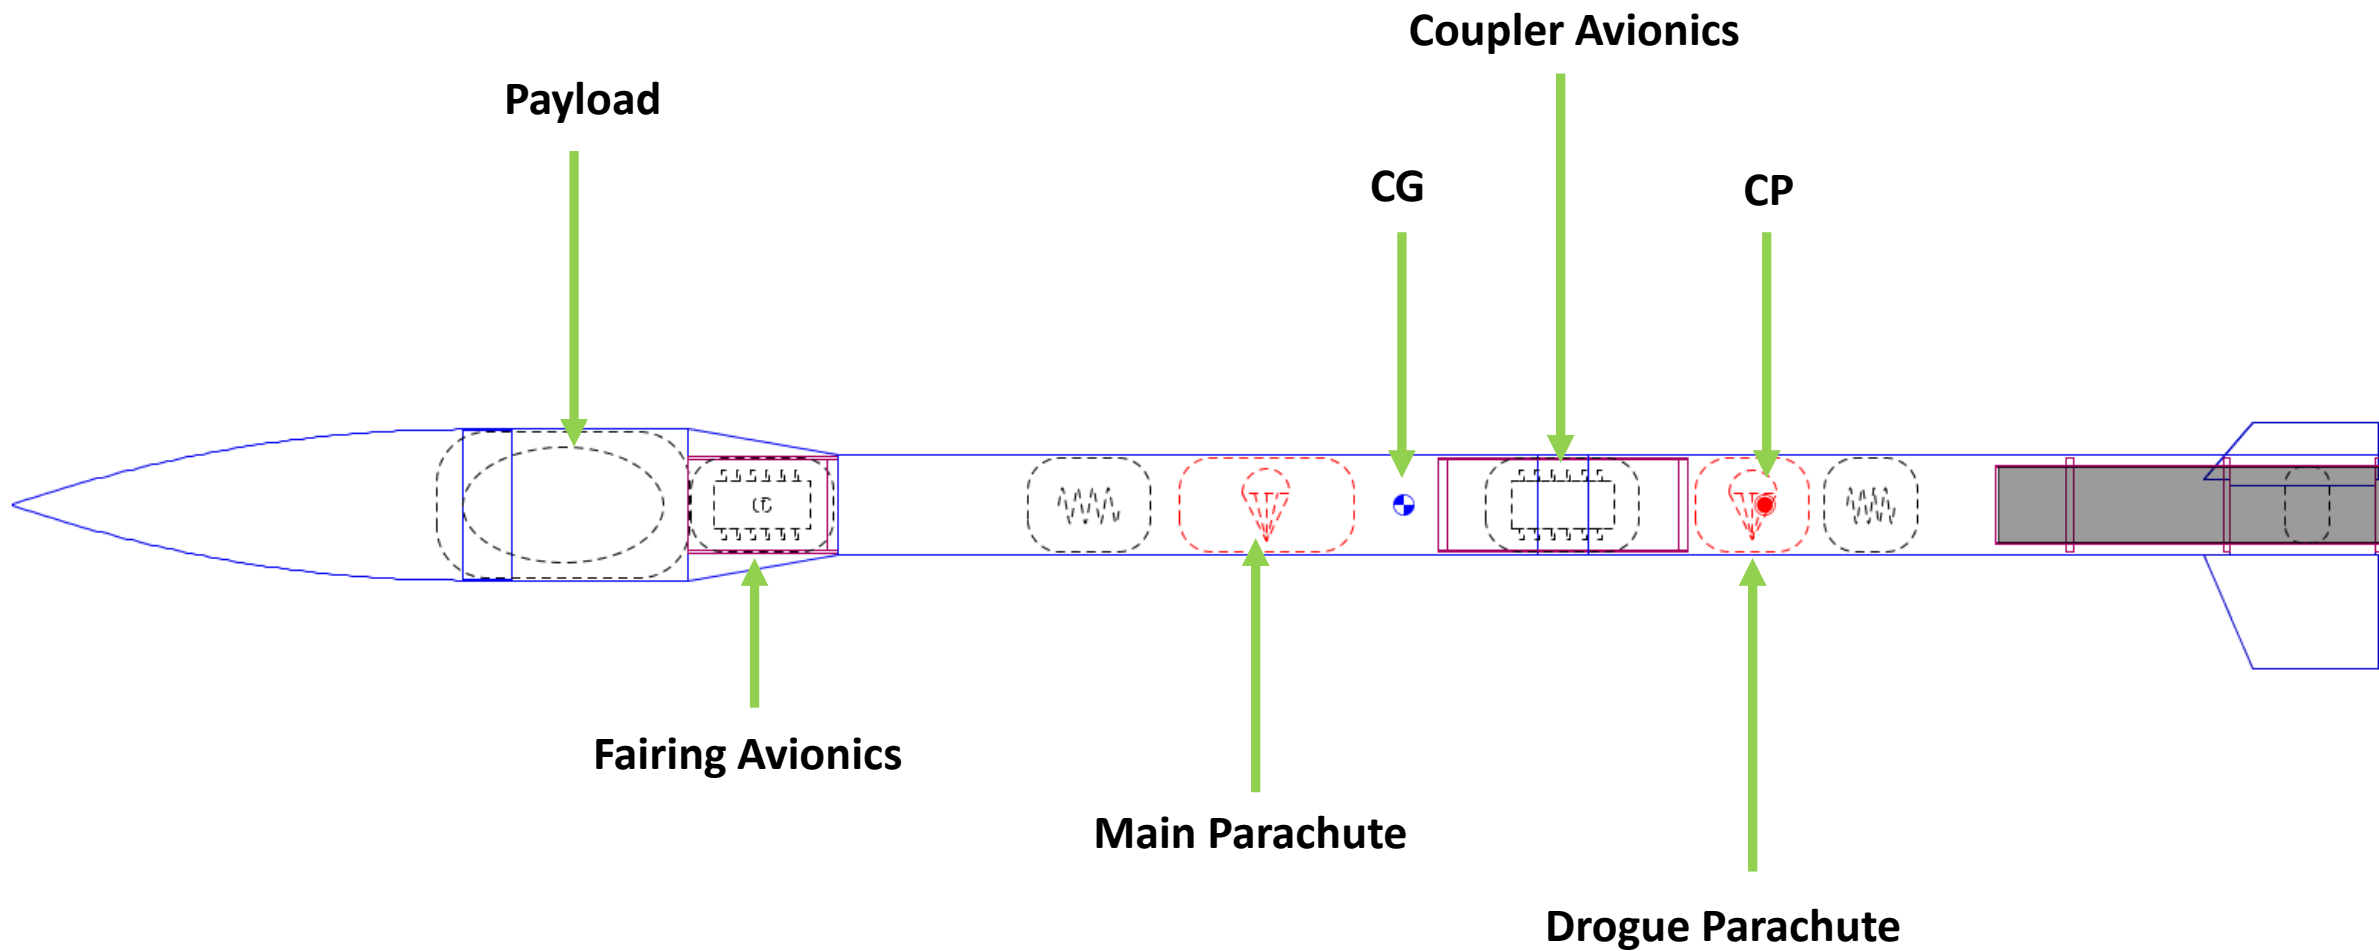 Coupler Avionics
Payload
CG
CP
Fairing Avionics
Main Parachute
Drogue Parachute